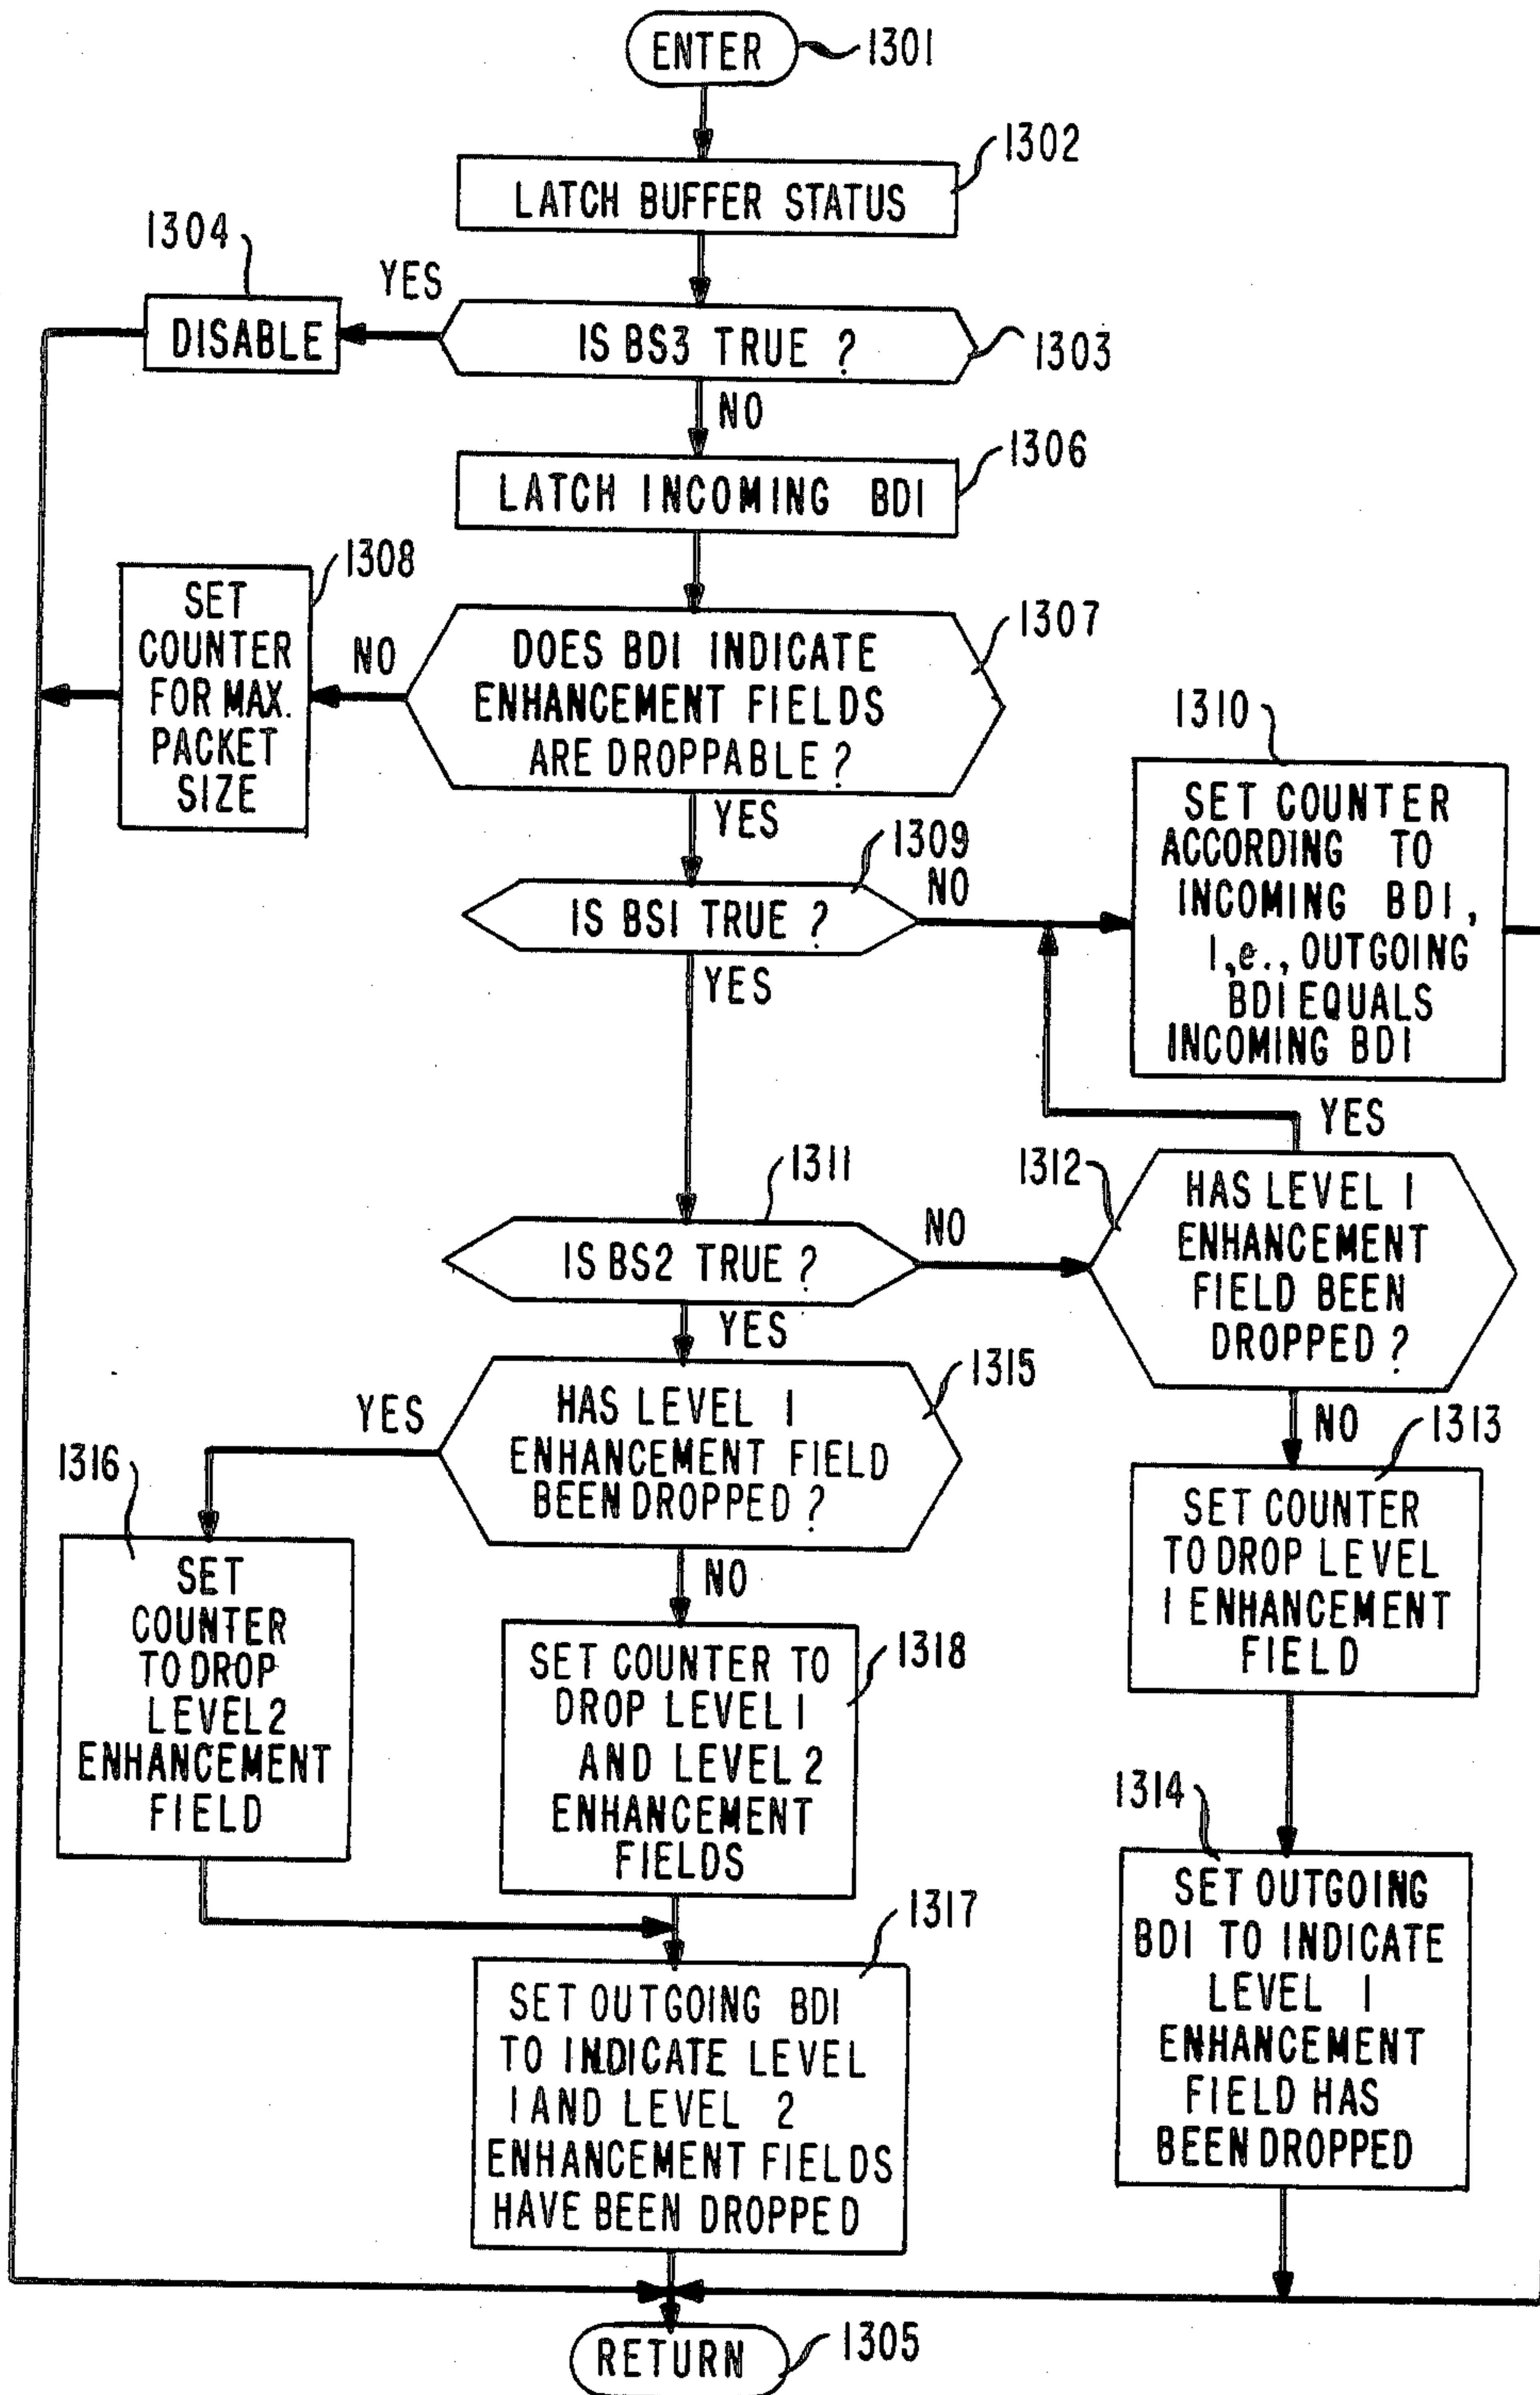 ENTER
1301
1302
LATCH BUFFER STATUS
1304
YES
DISABLE
IS BS3 TRUE ?
1303
NO
1306
LATCH INCOMING BDI
1308
SET
COUNTER
FOR MAX.
PACKET
SIZE
NO
1307
DOES BDI INDICATE
ENHANCEMENT FIELDS
ARE DROPPABLE ?
YES
1309
IS BS1 TRUE ?
NO
YES
1310
SET COUNTER
ACCORDING TO
INCOMING BDI,
I,e., OUTGOING
BDI EQUALS
INCOMING BDI
YES
1311
IS BS2 TRUE ?
NO
YES
1312
HAS LEVEL 1
ENHANCEMENT
FIELD BEEN
DROPPED ?
NO
1313
SET COUNTER
TO DROP LEVEL
1 ENHANCEMENT
FIELD
1315
HAS LEVEL 1
ENHANCEMENT FIELD
BEEN DROPPED ?
YES
NO
1316
SET
COUNTER
TO DROP
LEVEL 2
ENHANCEMENT
FIELD
1318
SET COUNTER TO
DROP LEVEL 1
AND LEVEL 2
ENHANCEMENT
FIELDS
1314
SET OUTGOING
BDI TO INDICATE
LEVEL 1
ENHANCEMENT
FIELD HAS
BEEN DROPPED
1317
SET OUTGOING BDI
TO INDICATE LEVEL
1 AND LEVEL 2
ENHANCEMENT FIELDS
HAVE BEEN DROPPED
RETURN
1305